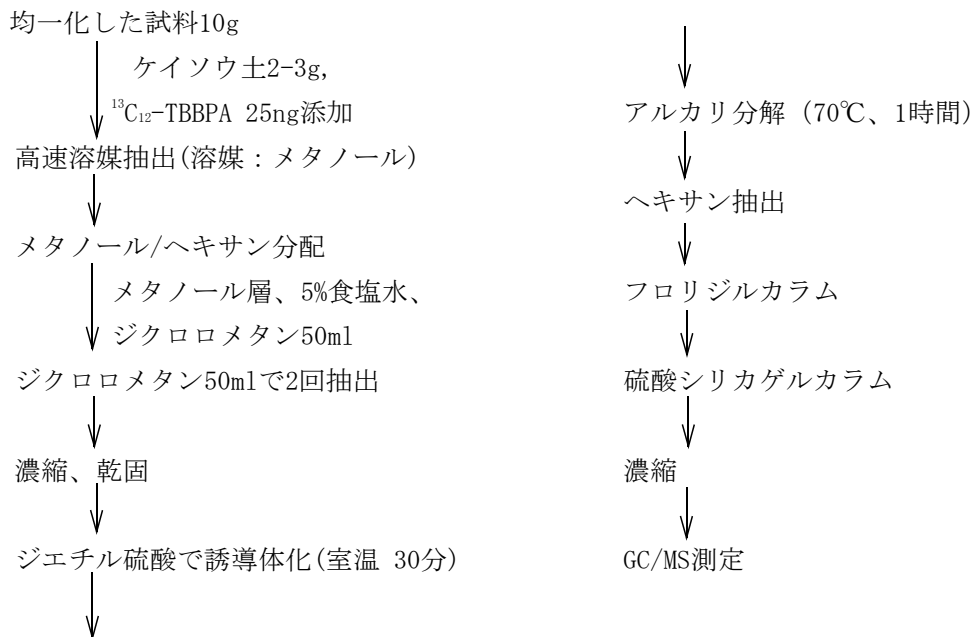 均一化した試料10g
ケイソウ土2-3g,
¹³C₁₂-TBBPA 25ng添加
高速溶媒抽出(溶媒：メタノール)
メタノール/ヘキサン分配
メタノール層、5%食塩水、
ジクロロメタン50ml
ジクロロメタン50mlで2回抽出
濃縮、乾固
ジエチル硫酸で誘導体化(室温 30分)
アルカリ分解 (70℃、1時間)
ヘキサン抽出
フロリジルカラム
硫酸シリカゲルカラム
濃縮
GC/MS測定